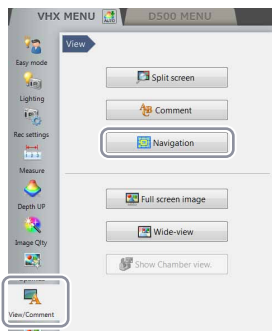 VHX MENU AUTO D500 MENU
View
Easy mode
Split screen
Lighting
Comment
Rec settings
Navigation
Measure
Depth UP
Full screen image
Wide-view
Image Qlty
Show Chamber view.
View/Comment